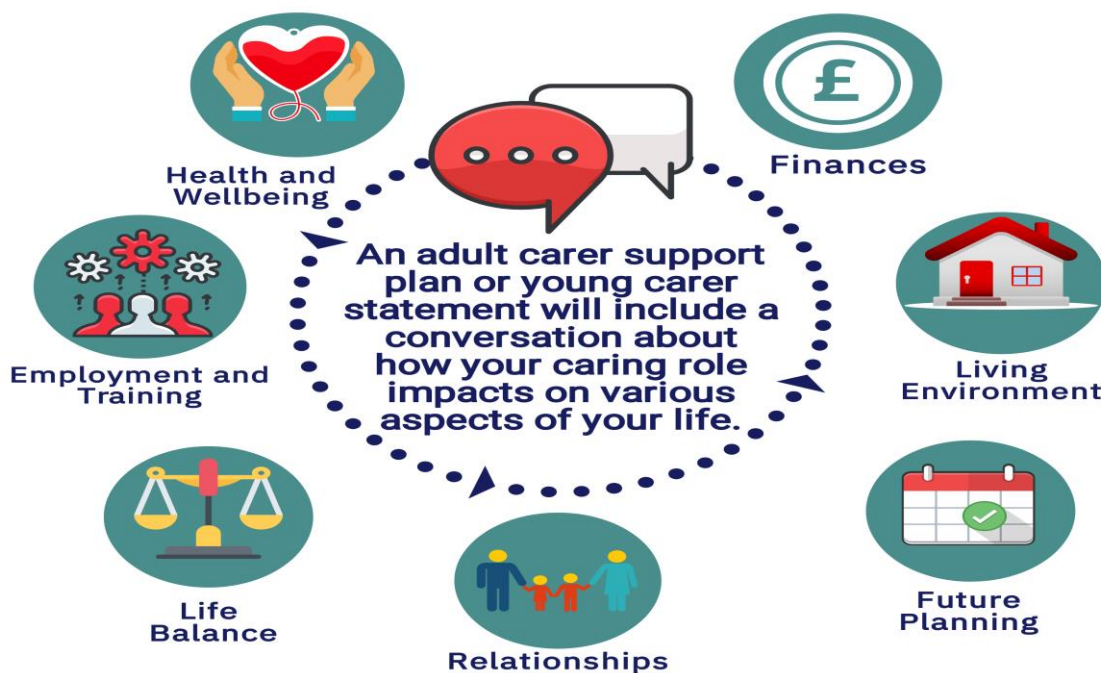 Health and
Wellbeing
£
Finances
An adult carer support
plan or young carer
statement will include a
conversation about
how your caring role
impacts on various
aspects of your life.
Employment and
Training
Living
Environment
Life
Balance
Relationships
Future
Planning